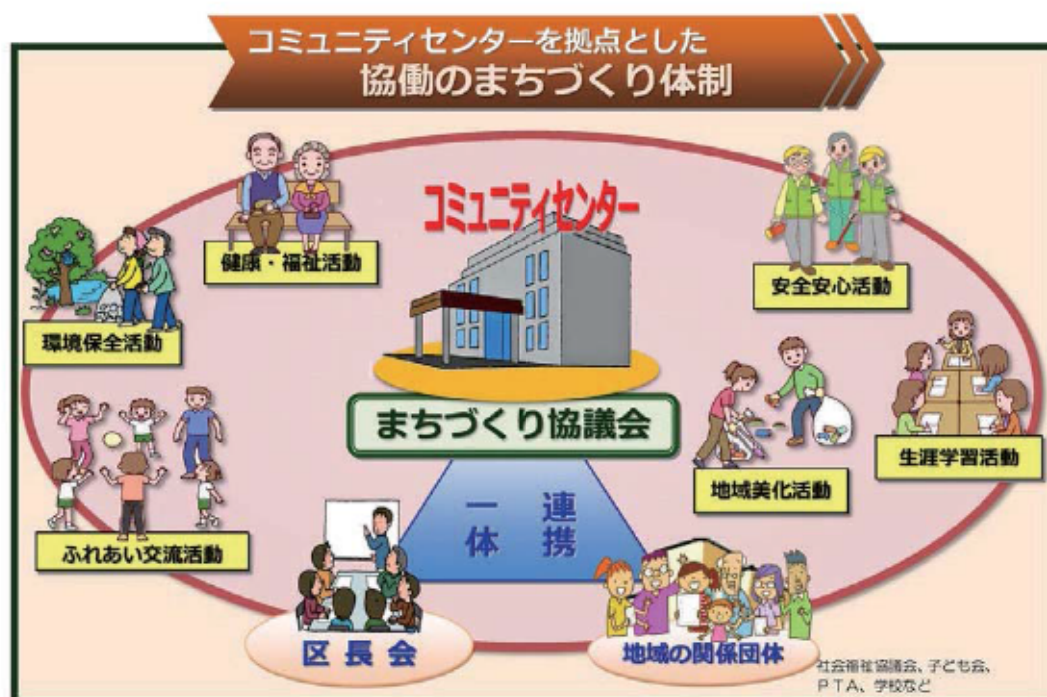 コミュニティセンターを拠点とした
協働のまちづくり体制
コミュニティセンター
健康・福祉活動
安全安心活動
環境保全活動
まちづくり協議会
生涯学習活動
地域美化活動
一体
連携
ふれあい交流活動
区長会
地域の関係団体
社会福祉協議会、子ども会、
PTA、学校など